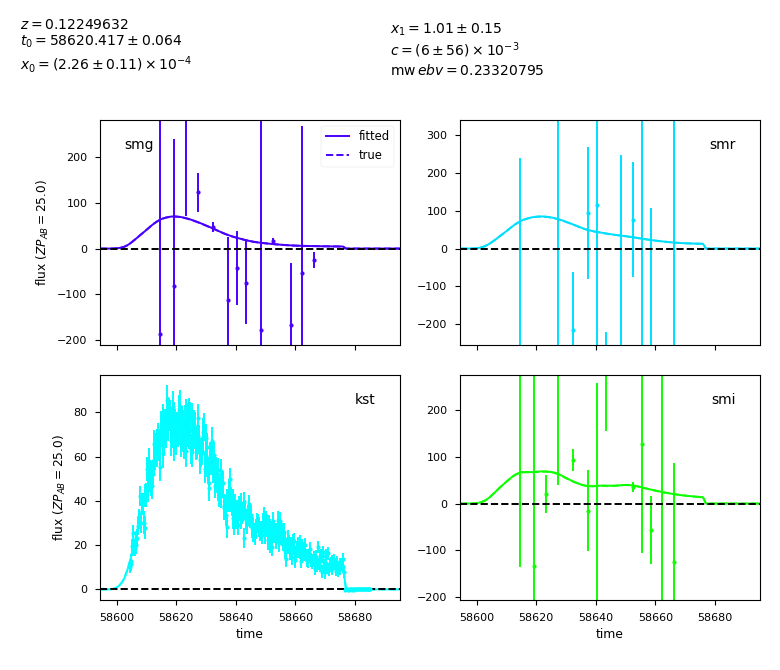 z = 0.12249632
t₀ = 58620.417 ± 0.064
x₀ = (2.26 ± 0.11) × 10⁻⁴
x₁ = 1.01 ± 0.15
c = (6 ± 56) × 10⁻³
mw ebv = 0.23320795
smg
fitted
true
200
100
0
−100
−200
flux (ZP_AB = 25.0)
smr
300
200
100
0
−100
−200
kst
80
60
40
20
0
flux (ZP_AB = 25.0)
58600 58620 58640 58660 58680
time
smi
200
100
0
−100
−200
58600 58620 58640 58660 58680
time